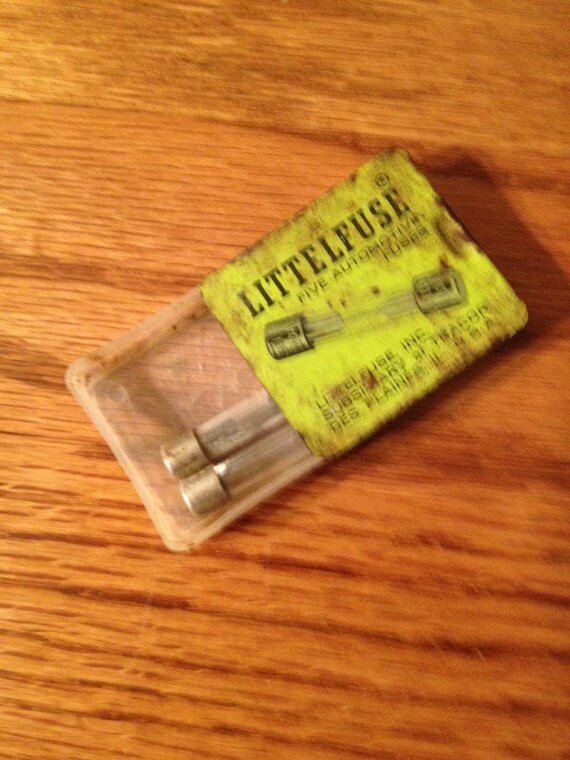 ®
LITTELFUSE
FIVE AUTOMOTIVE
FUSES
LITTELFUSE INC.
SUBSIDIARY OF TRACOR
DES PLAINES, ILL. U.S.A.